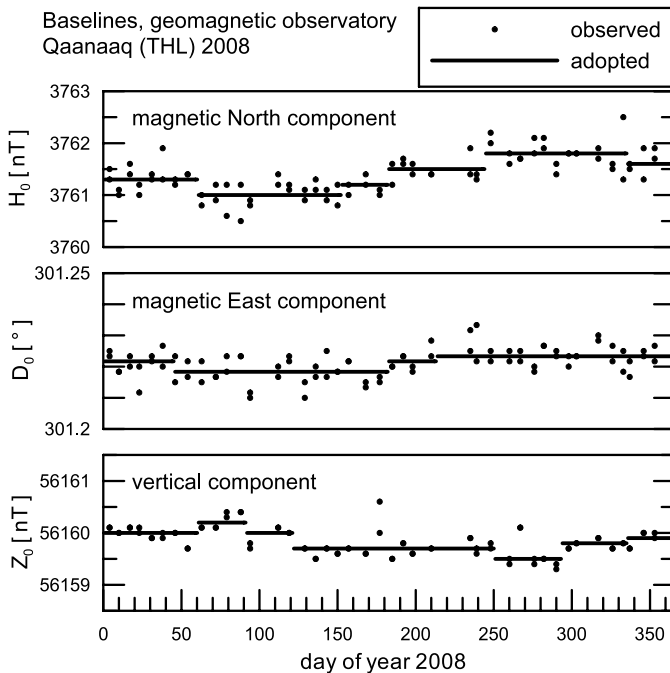 Baselines, geomagnetic observatory
Qaanaaq (THL) 2008
observed
adopted
3763
3762
3761
3760
H0 [nT]
magnetic North component
301.25
301.2
D0 [°]
magnetic East component
56161
56160
56159
Z0 [nT]
vertical component
0 50 100 150 200 250 300 350
day of year 2008